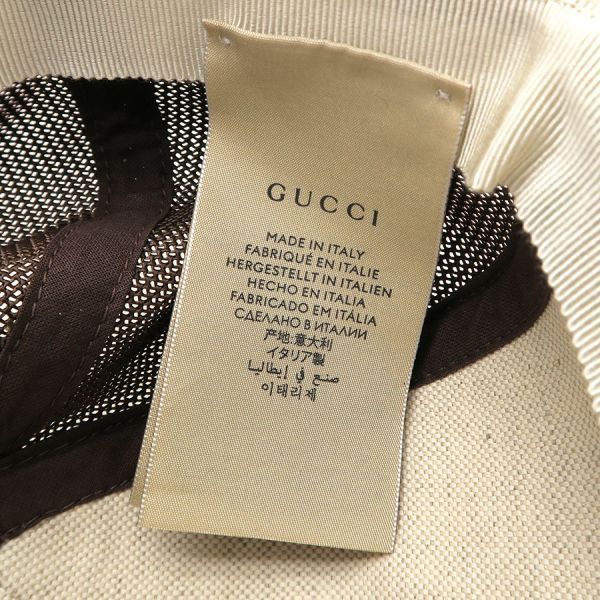 GUCCI
MADE IN ITALY
FABRIQUÉ EN ITALIE
HERGESTELLT IN ITALIEN
HECHO EN ITALIA
FABRICADO EM ITÁLIA
СДЕЛАНО В ИТАЛИИ
产地:意大利
イタリア製
صنع في إيطاليا
이태리제